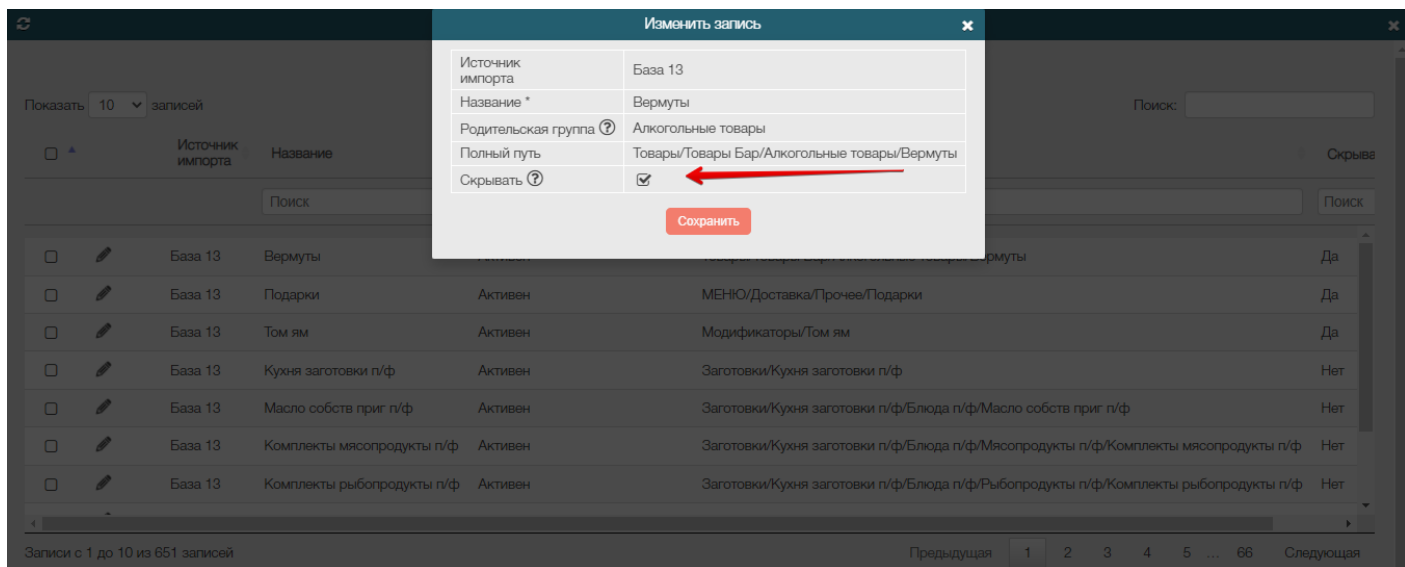 Изменить запись
Источник импорта База 13
Название * Вермуты
Родительская группа ? Алкогольные товары
Полный путь Товары/Товары Бар/Алкогольные товары/Вермуты
Скрывать ?
Сохранить
Показать 10 записей Поиск:
Источник импорта Название Скрыва
Поиск Поиск
База 13 Вермуты Да
База 13 Подарки Активен МЕНЮ/Доставка/Прочее/Подарки Да
База 13 Том ям Активен Модификаторы/Том ям Да
База 13 Кухня заготовки п/ф Активен Заготовки/Кухня заготовки п/ф Нет
База 13 Масло собств приг п/ф Активен Заготовки/Кухня заготовки п/ф/Блюда п/ф/Масло собств приг п/ф Нет
База 13 Комплекты мясопродукты п/ф Активен Заготовки/Кухня заготовки п/ф/Блюда п/ф/Мясопродукты п/ф/Комплекты мясопродукты п/ф Нет
База 13 Комплекты рыбопродукты п/ф Активен Заготовки/Кухня заготовки п/ф/Блюда п/ф/Рыбопродукты п/ф/Комплекты рыбопродукты п/ф Нет
Записи с 1 до 10 из 651 записей Предыдущая 1 2 3 4 5 ... 66 Следующая